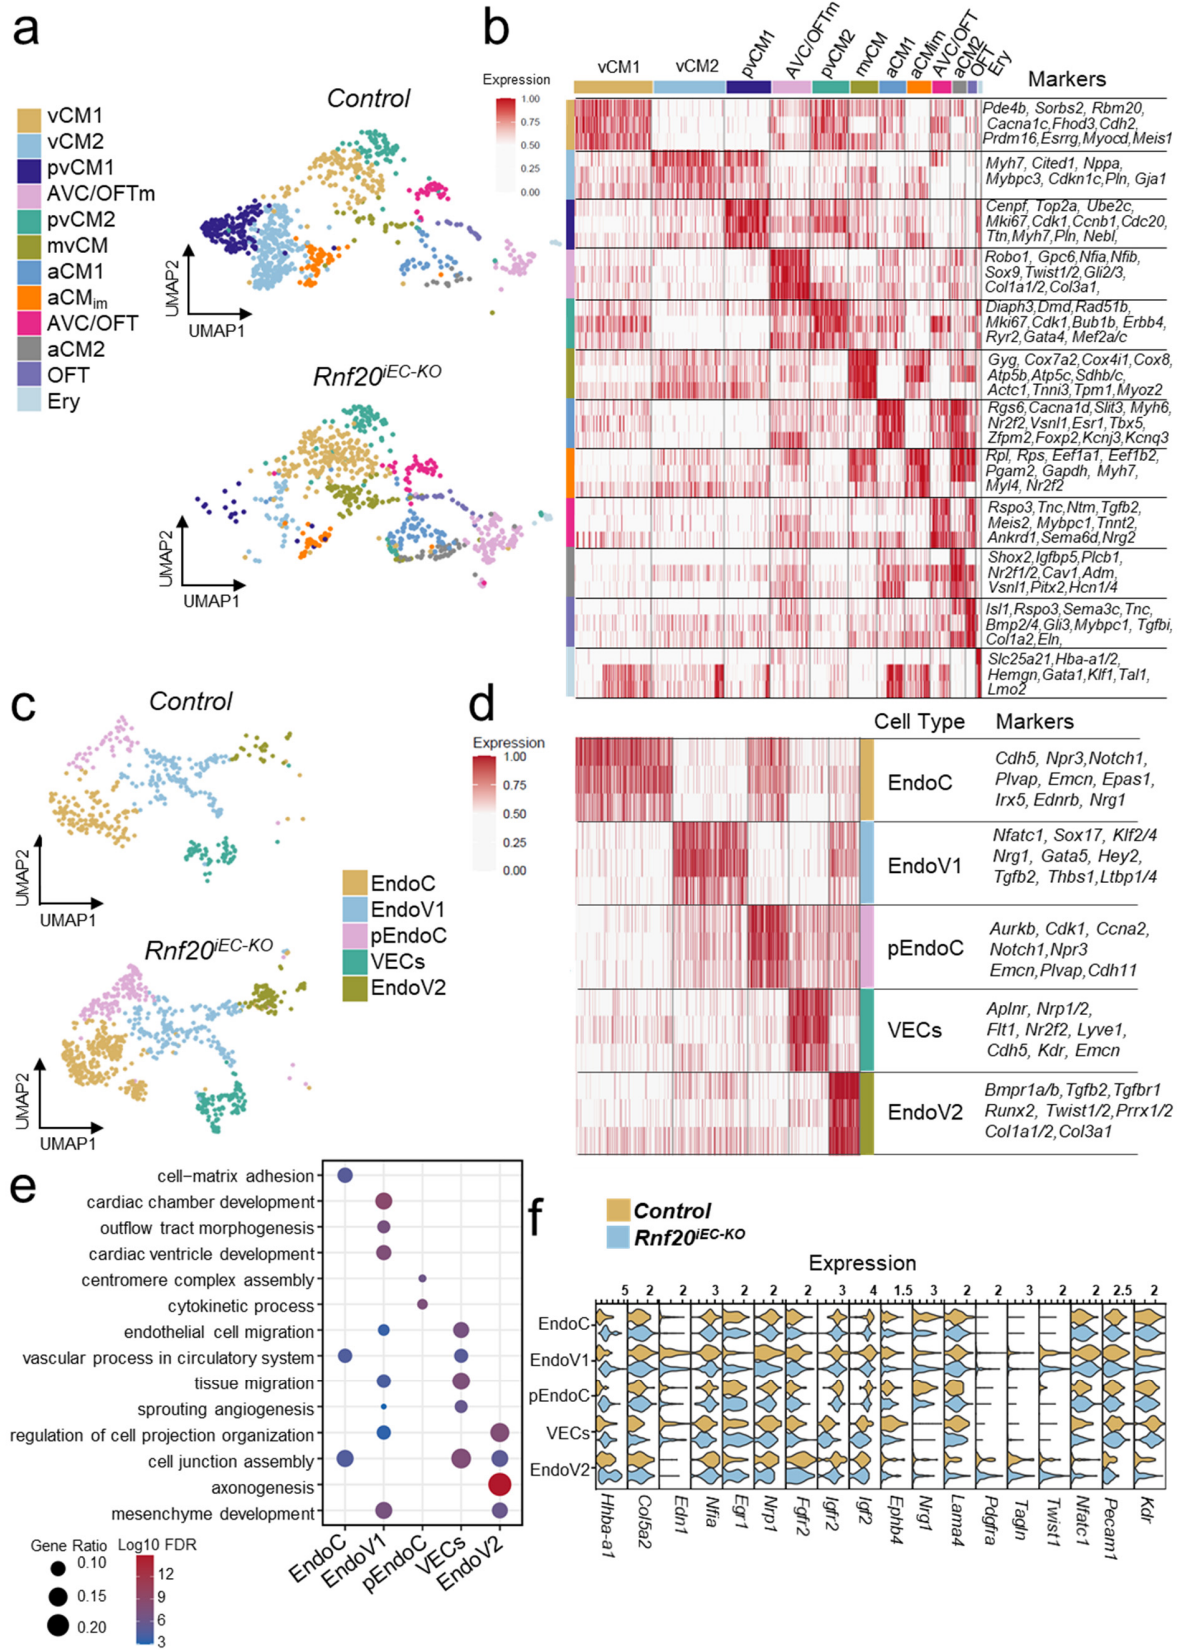 a
Control
vCM1
vCM2
pvCM1
AVC/OFTm
pvCM2
mvCM
aCM1
aCMim
AVC/OFT
aCM2
OFT
Ery
UMAP2
UMAP1
Rnf20iEC-KO
UMAP2
UMAP1
b
Expression
1.00
0.75
0.50
0.25
0.00
vCM1
vCM2
pvCM1
AVC/OFTm
pvCM2
mvCM
aCM1
aCMim
AVC/OFT
aCM2
OFT
Ery
Markers
Pde4b, Sorbs2, Rbm20,
Cacna1c,Fhod3,Cdh2,
Prdm16,Esrrg,Myocd,Meis1
Myh7, Cited1, Nppa,
Mybpc3, Cdkn1c,Pln, Gja1
Cenpf, Top2a, Ube2c,
Mki67,Cdk1,Ccnb1,Cdc20,
Ttn,Myh7,Pln, Nebl,
Robo1, Gpc6,Nfia,Nfib,
Sox9,Twist1/2,Gli2/3,
Col1a1/2,Col3a1,
Diaph3,Dmd,Rad51b,
Mki67,Cdk1,Bub1b, Erbb4,
Ryr2,Gata4, Mef2a/c
Gyg, Cox7a2,Cox4i1,Cox8,
Atp5b,Atp5c,Sdhb/c,
Actc1,Tnni3,Tpm1,Myoz2
Rgs6,Cacna1d,Slit3, Myh6,
Nr2f2,Vsnl1,Esr1,Tbx5,
Zfpm2,Foxp2,Kcnj3,Kcnq3
Rpl, Rps, Eef1a1, Eef1b2,
Pgam2, Gapdh, Myh7,
Myl4, Nr2f2
Rspo3,Tnc,Ntm,Tgfb2,
Meis2, Mybpc1,Tnnt2,
Ankrd1,Sema6d,Nrg2
Shox2,Igfbp5,Plcb1,
Nr2f1/2,Cav1,Adm,
Vsnl1,Pitx2,Hcn1/4
Isl1,Rspo3,Sema3c,Tnc,
Bmp2/4,Gli3,Mybpc1, Tgfbi,
Col1a2,Eln,
Slc25a21,Hba-a1/2,
Hemgn,Gata1,Klf1,Tal1,
Lmo2
c
Control
UMAP2
UMAP1
Rnf20iEC-KO
UMAP2
UMAP1
EndoC
EndoV1
pEndoC
VECs
EndoV2
d
Expression
1.00
0.75
0.50
0.25
0.00
Cell Type Markers
EndoC
Cdh5, Npr3,Notch1,
Plvap, Emcn, Epas1,
Irx5, Ednrb, Nrg1
EndoV1
Nfatc1, Sox17, Klf2/4
Nrg1, Gata5, Hey2,
Tgfb2, Thbs1,Ltbp1/4
pEndoC
Aurkb, Cdk1, Ccna2,
Notch1,Npr3
Emcn,Plvap,Cdh11
VECs
Aplnr, Nrp1/2,
Flt1, Nr2f2, Lyve1,
Cdh5, Kdr, Emcn
EndoV2
Bmpr1a/b,Tgfb2,Tgfbr1
Runx2, Twist1/2,Prrx1/2
Col1a1/2,Col3a1
e
cell−matrix adhesion
cardiac chamber development
outflow tract morphogenesis
cardiac ventricle development
centromere complex assembly
cytokinetic process
endothelial cell migration
vascular process in circulatory system
tissue migration
sprouting angiogenesis
regulation of cell projection organization
cell junction assembly
axonogenesis
mesenchyme development
EndoC
EndoV1
pEndoC
VECs
EndoV2
Gene Ratio
0.10
0.15
0.20
Log10 FDR
12
9
6
3
f
Control
Rnf20iEC-KO
Expression
5 2 2 3 2 2 2 3 4 1.5 3 2 2 3 2 2 2.5 2
EndoC
EndoV1
pEndoC
VECs
EndoV2
Hhba-a1
Col5a2
Edn1
Nfia
Egr1
Nrp1
Fgfr2
Igfr2
Igf2
Ephb4
Nrg1
Lama4
Pdgfra
Tagln
Twist1
Nfatc1
Pecam1
Kdr